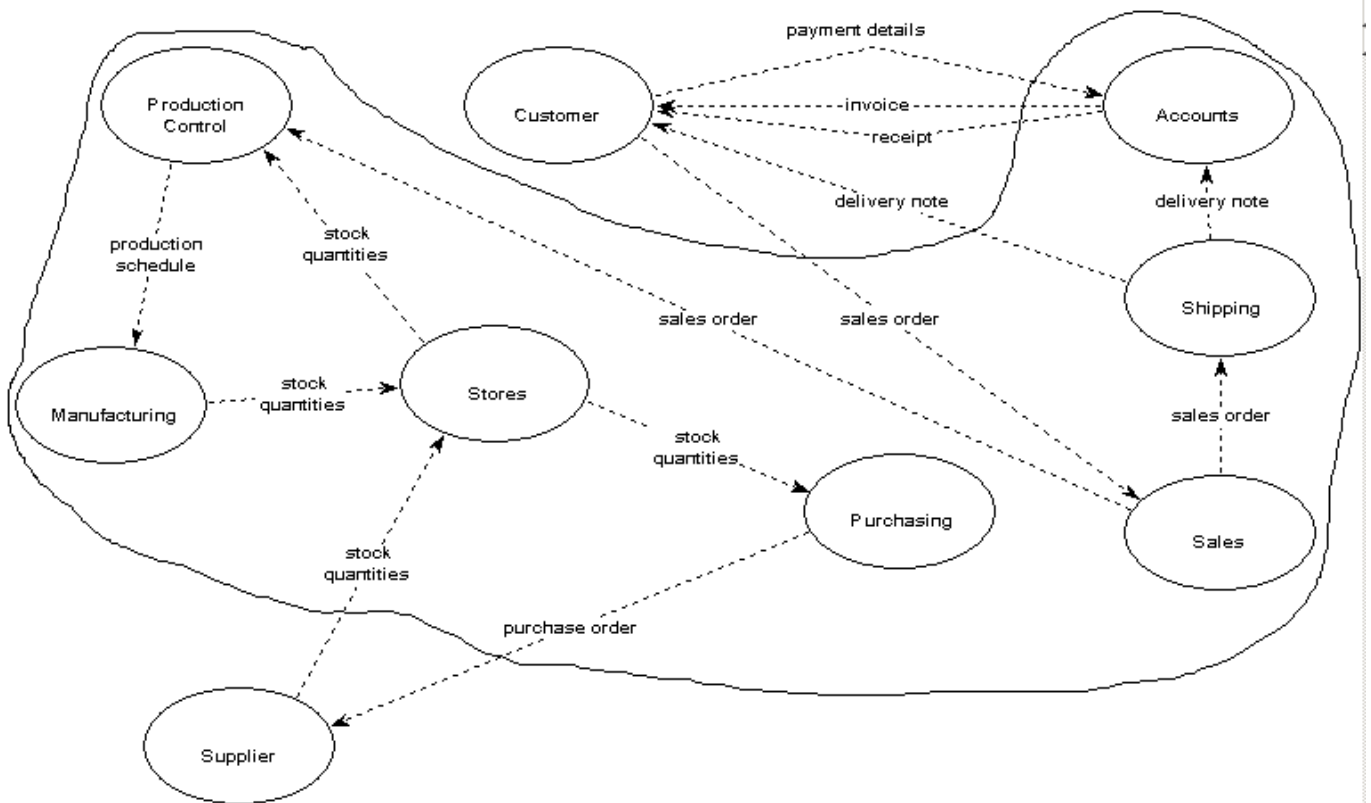 payment details
Production
Control
Customer
invoice
Accounts
receipt
delivery note
delivery note
production
schedule
stock
quantities
Shipping
sales order
sales order
Manufacturing
stock
quantities
Stores
sales order
stock
quantities
Purchasing
Sales
stock
quantities
purchase order
Supplier